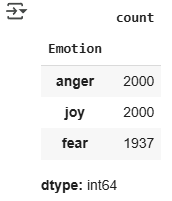 count
Emotion
anger 2000
joy 2000
fear 1937
dtype: int64